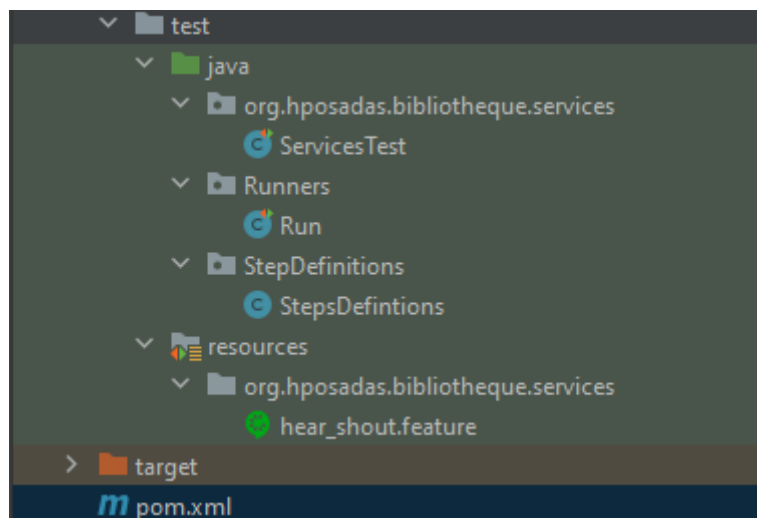 test
java
org.hposadas.bibliotheque.services
ServicesTest
Runners
Run
StepDefinitions
StepsDefintions
resources
org.hposadas.bibliotheque.services
hear_shout.feature
target
pom.xml